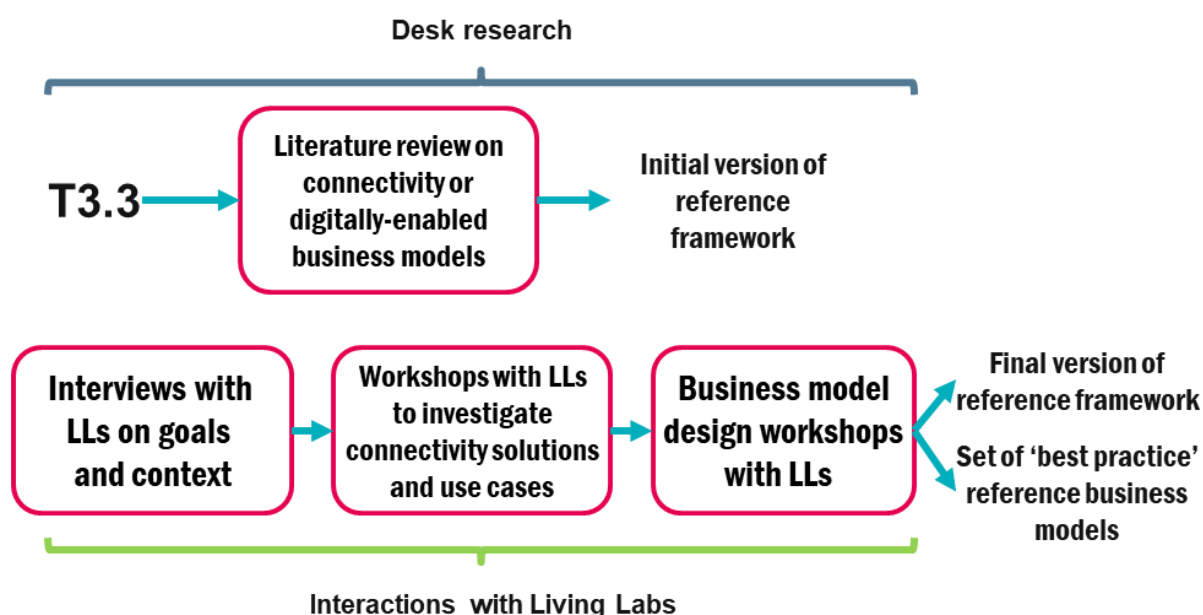 Desk research
T3.3
Literature review on
connectivity or
digitally-enabled
business models
Initial version of
reference
framework
Interviews with
LLs on goals
and context
Workshops with LLs
to investigate
connectivity solutions
and use cases
Business model
design workshops
with LLs
Final version of
reference framework
Set of ‘best practice’
reference business
models
Interactions with Living Labs